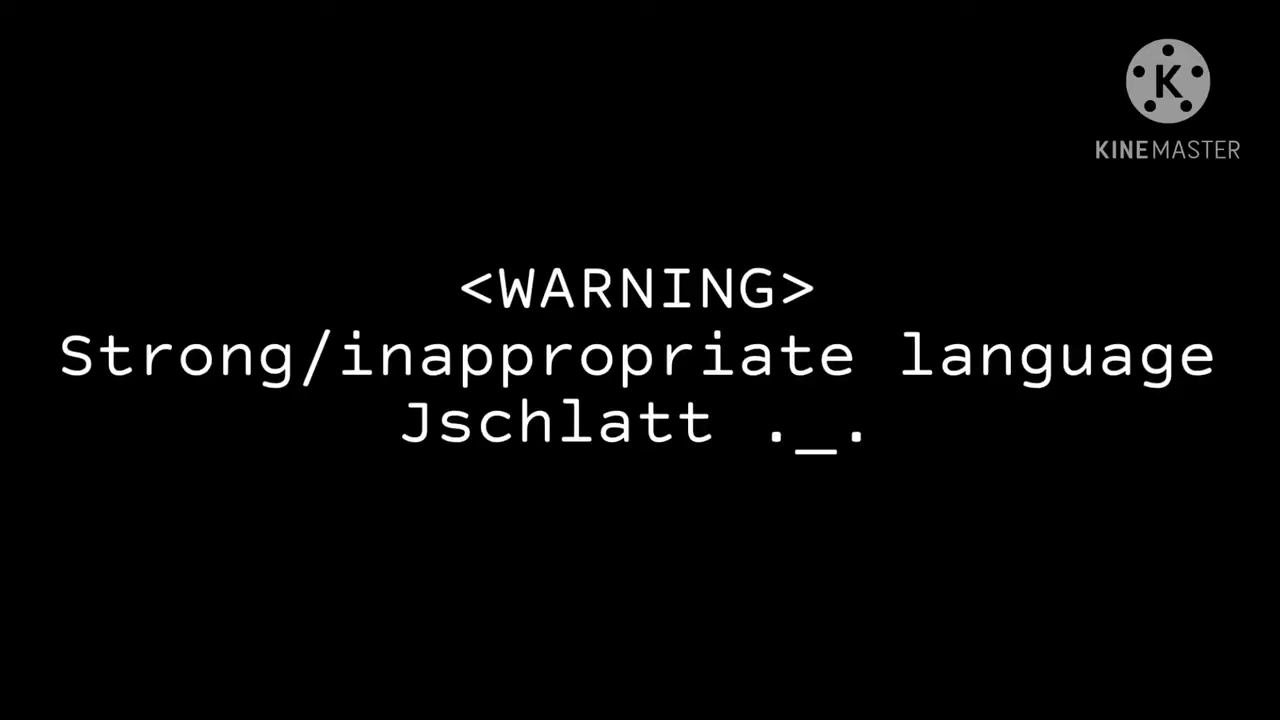 K
KINEMASTER
<WARNING>
Strong/inappropriate language
Jschlatt ._.